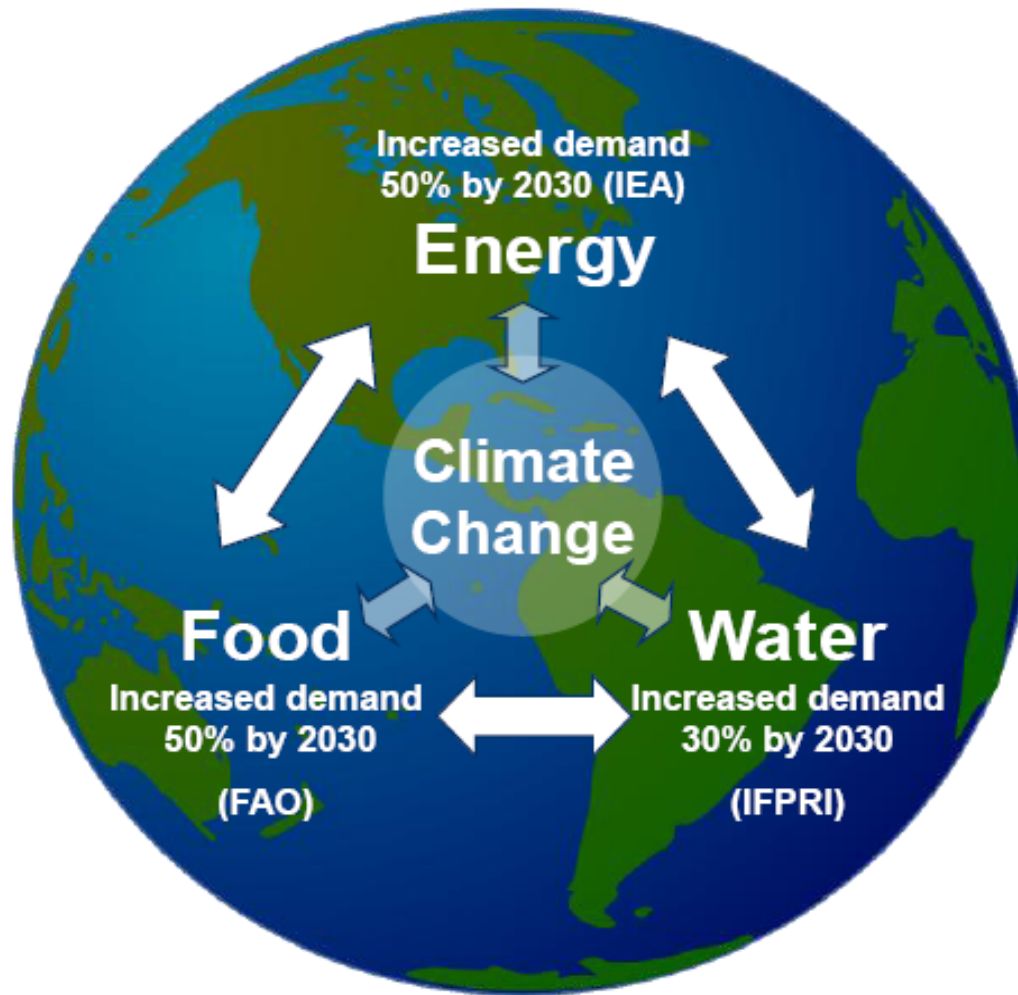 Increased demand
50% by 2030 (IEA)
Energy
Climate
Change
Food
Increased demand
50% by 2030
(FAO)
Water
Increased demand
30% by 2030
(IFPRI)